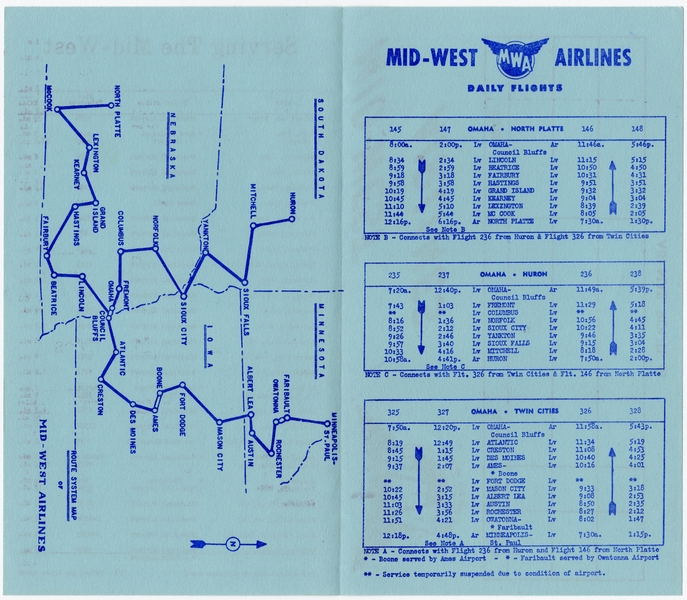 MID-WEST MWA AIRLINES
DAILY FLIGHTS
145 147 OMAHA • NORTH PLATTE 146 148
8:00a. 2:00p. Lv OMAHA- Ar 11:46a. 5:46p.
Council Bluffs
8:34 2:34 Lv LINCOLN Lv 11:15 5:15
8:59 2:59 Lv BEATRICE Lv 10:50 4:50
9:18 3:18 Lv FAIRBURY Lv 10:31 4:31
9:58 3:58 Lv HASTINGS Lv 9:51 3:51
10:19 4:19 Lv GRAND ISLAND Lv 9:32 3:32
10:45 4:45 Lv KEARNEY Lv 9:04 3:04
11:10 5:10 Lv LEXINGTON Lv 8:39 2:39
11:44 5:44 Lv MC COOK Lv 8:05 2:05
12:16p. 6:16p. Ar NORTH PLATTE Lv 7:30a. 1:30p.
See Note B
NOTE B - Connects with Flight 236 from Huron & Flight 326 from Twin Cities
235 237 OMAHA • HURON 236 238
7:20a. 12:40p. Lv OMAHA- Ar 11:49a. 5:39p.
Council Bluffs
7:43 1:03 Lv FREMONT Lv 11:29 5:18
** ** Lv COLUMBUS Lv ** **
8:16 1:36 Lv NORFOLK Lv 10:56 4:45
8:52 2:12 Lv SIOUX CITY Lv 10:22 4:11
9:26 2:46 Lv YANKTON Lv 9:46 3:35
9:57 3:40 Lv SIOUX FALLS Lv 9:15 3:04
10:33 4:16 Lv MITCHELL Lv 8:18 2:28
10:58a. 4:41p. Ar HURON Lv 7:50a. 2:00p.
See Note C
NOTE C - Connects with Flt. 326 from Twin Cities & Flt. 146 from North Platte
325 327 OMAHA • TWIN CITIES 326 328
7:50a. 12:20p. Lv OMAHA- Ar 11:58a. 5:43p.
Council Bluffs
8:19 12:49 Lv ATLANTIC Lv 11:34 5:19
8:45 1:15 Lv CRESTON Lv 11:08 4:53
9:15 1:45 Lv DES MOINES Lv 10:40 4:25
9:37 2:07 Lv AMES- Lv 10:16 4:01
* Boone
** ** Lv FORT DODGE Lv ** **
10:22 2:52 Lv MASON CITY Lv 9:33 3:18
10:45 3:15 Lv ALBERT LEA Lv 9:08 2:53
11:03 3:33 Lv AUSTIN Lv 8:50 2:35
11:26 3:56 Lv ROCHESTER Lv 8:27 2:12
11:51 4:21 Lv OWATONNA- Lv 8:02 1:47
* Faribault
12:18p. 4:48p. Ar MINNEAPOLIS- Lv 7:30a. 1:15p.
See Note A St. Paul
NOTE A - Connects with Flight 236 from Huron and Flight 146 from North Platte
* - Boone served by Ames Airport - * - Faribault served by Owatonna Airport
** - Service temporarily suspended due to condition of airport.
SOUTH DAKOTA
MINNESOTA
HURON
MINNEAPOLIS-
ST. PAUL
MITCHELL
SIOUX FALLS
FARIBAULT
OWATONNA
ROCHESTER
ALBERT LEA
AUSTIN
YANKTON
IOWA
MASON CITY
NEBRASKA
NORFOLK
SIOUX CITY
FORT DODGE
BOONE
AMES
NORTH PLATTE
COLUMBUS
FREMONT
OMAHA
COUNCIL
BLUFFS
ATLANTIC
DES MOINES
CRESTON
LEXINGTON
KEARNEY
GRAND
ISLAND
HASTINGS
LINCOLN
McCOOK
FAIRBURY
BEATRICE
ROUTE SYSTEM MAP
OF
MID-WEST AIRLINES
N
Serving The Mid-West